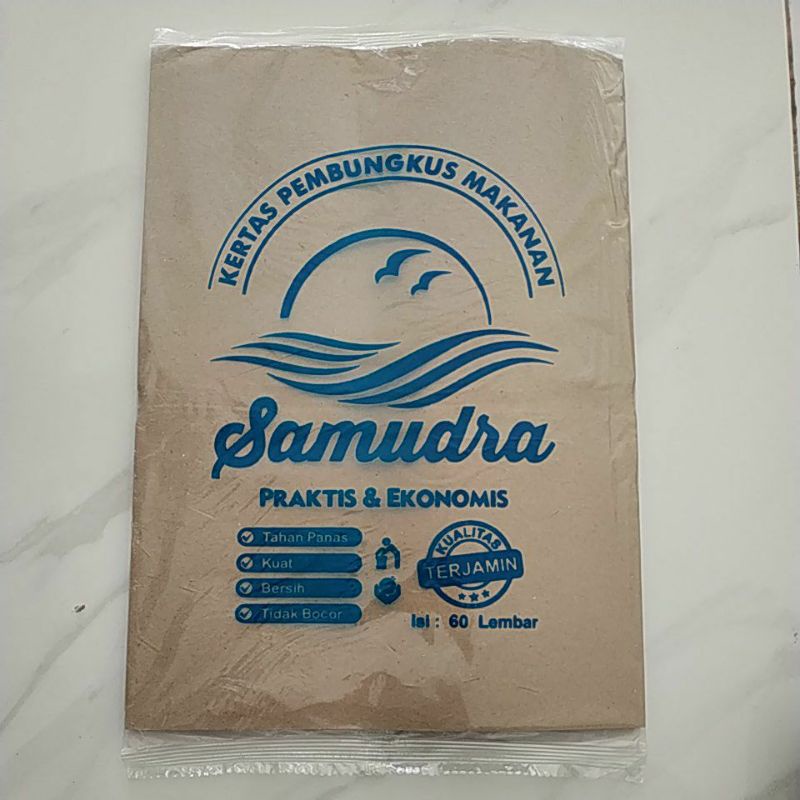 KERTAS PEMBUNGKUS MAKANAN
Samudra
PRAKTIS & EKONOMIS
Tahan Panas
Kuat
Bersih
Tidak Bocor
KUALITAS
TERJAMIN
Isi : 60 Lembar